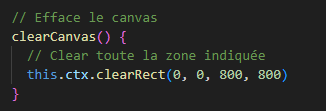 // Efface le canvas
clearCanvas() {
// Clear toute la zone indiquée
this.ctx.clearRect(0, 0, 800, 800)
}